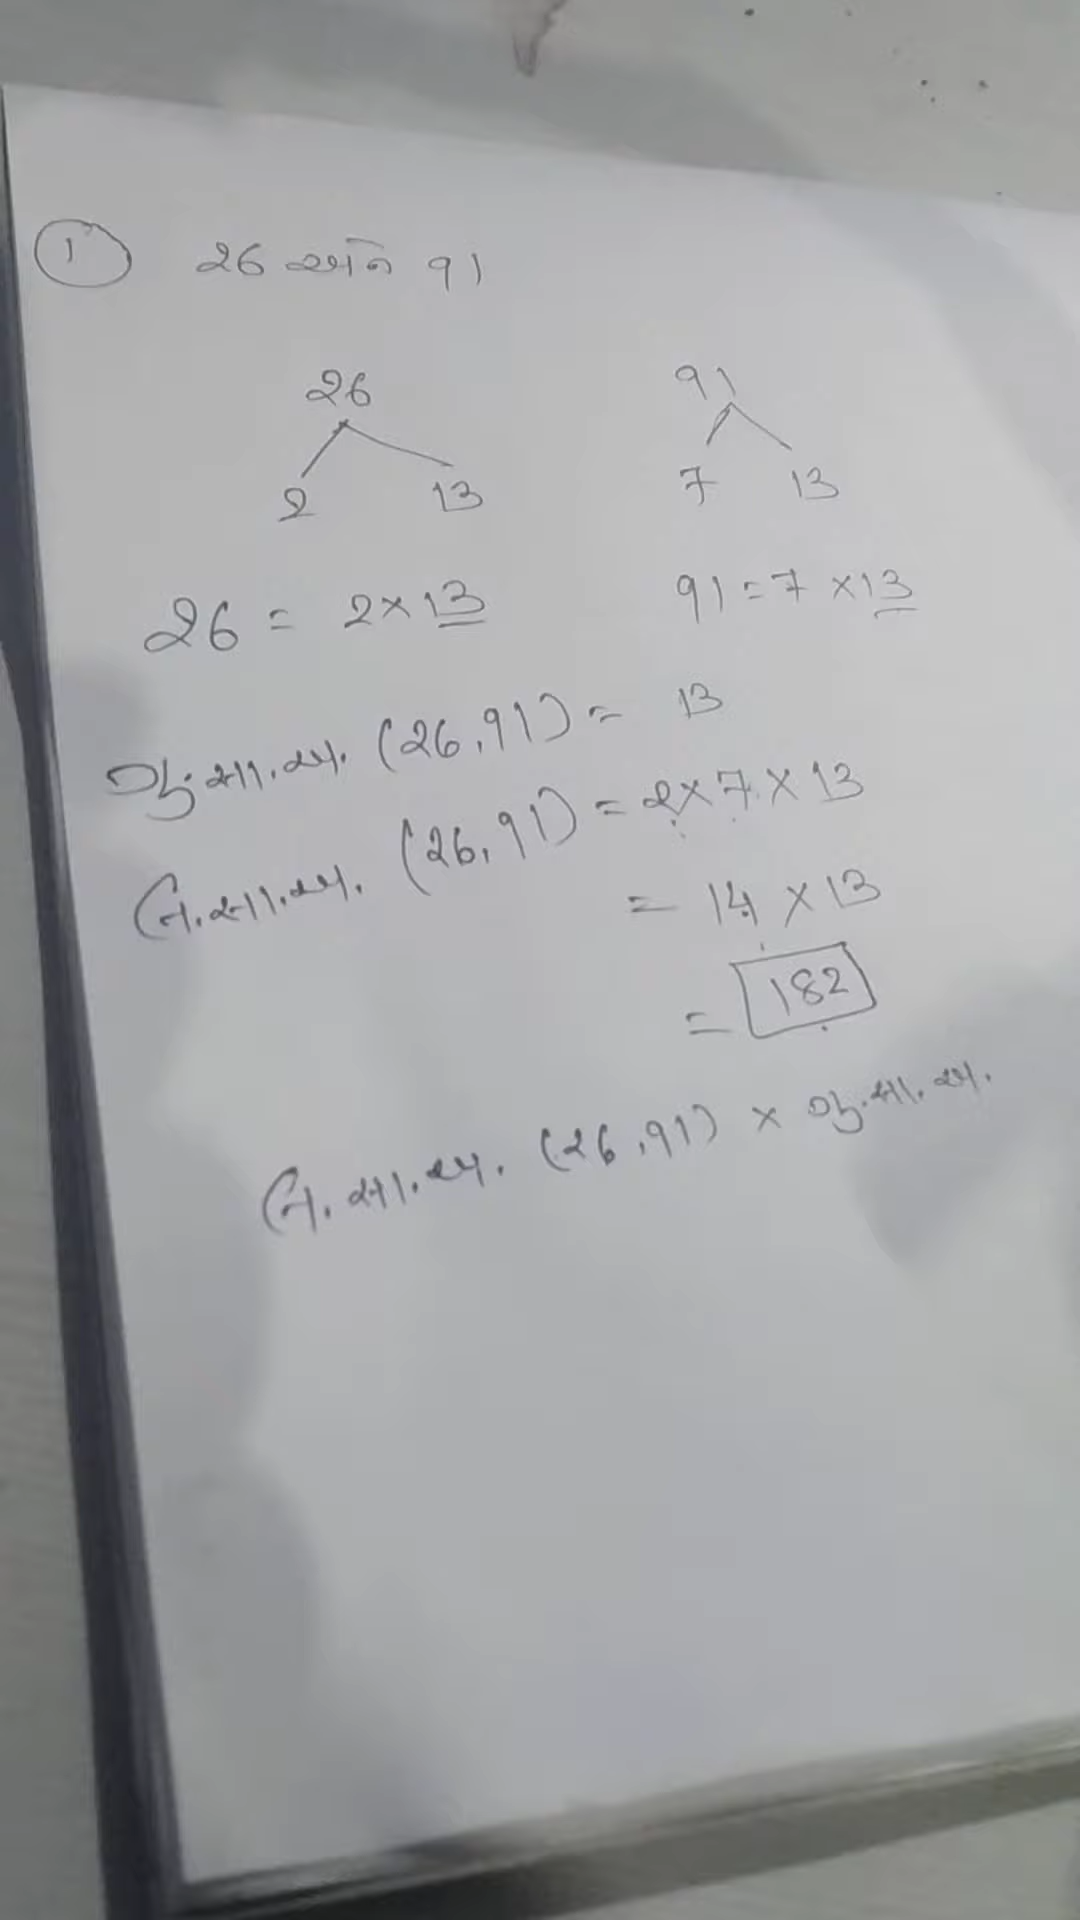 1 26 અને 91
26 91
2 13 7 13
26 = 2 × 13 91 = 7 × 13
ગુ.સા.અ. (26, 91) = 13
લ.સા.અ. (26, 91) = 2 × 7 × 13
= 14 × 13
= 182
લ.સા.અ. (26, 91) × ગુ.સા.અ.